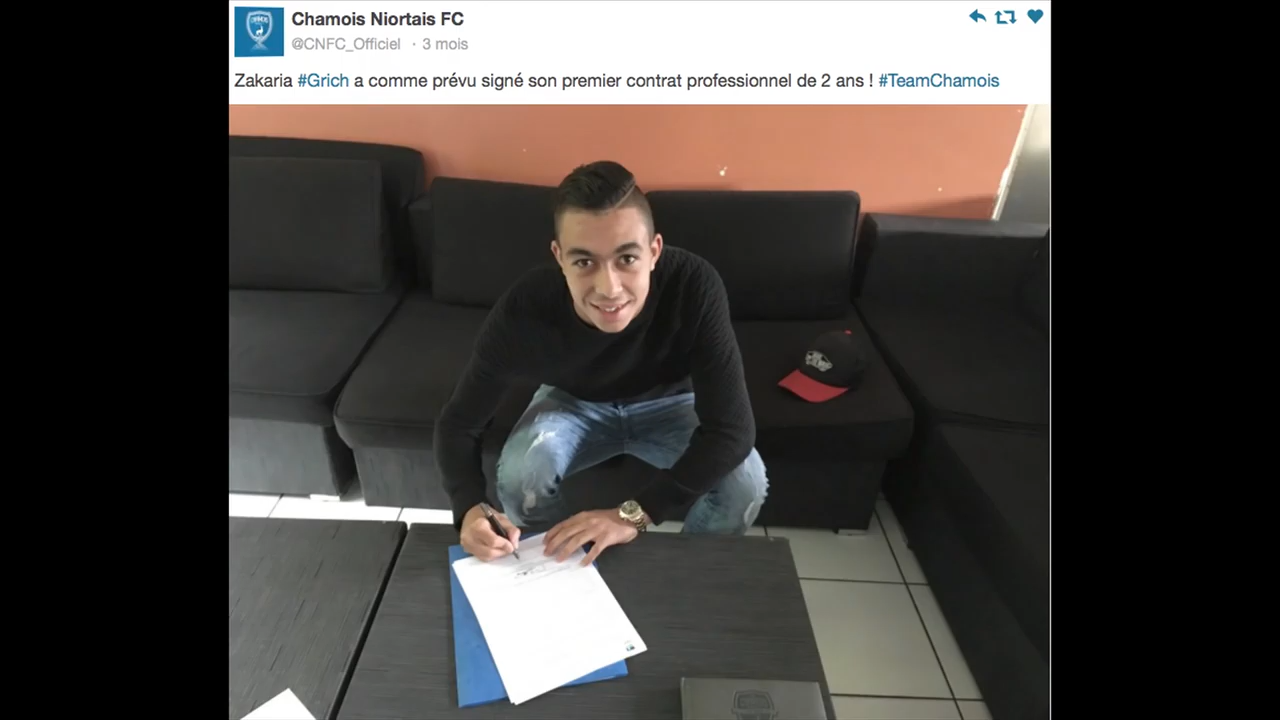 Chamois Niortais FC
@CNFC_Officiel · 3 mois
Zakaria #Grich a comme prévu signé son premier contrat professionnel de 2 ans ! #TeamChamois